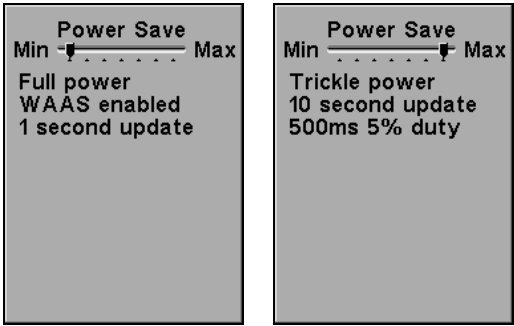 Power Save
Min Max
Full power
WAAS enabled
1 second update
Power Save
Min Max
Trickle power
10 second update
500ms 5% duty